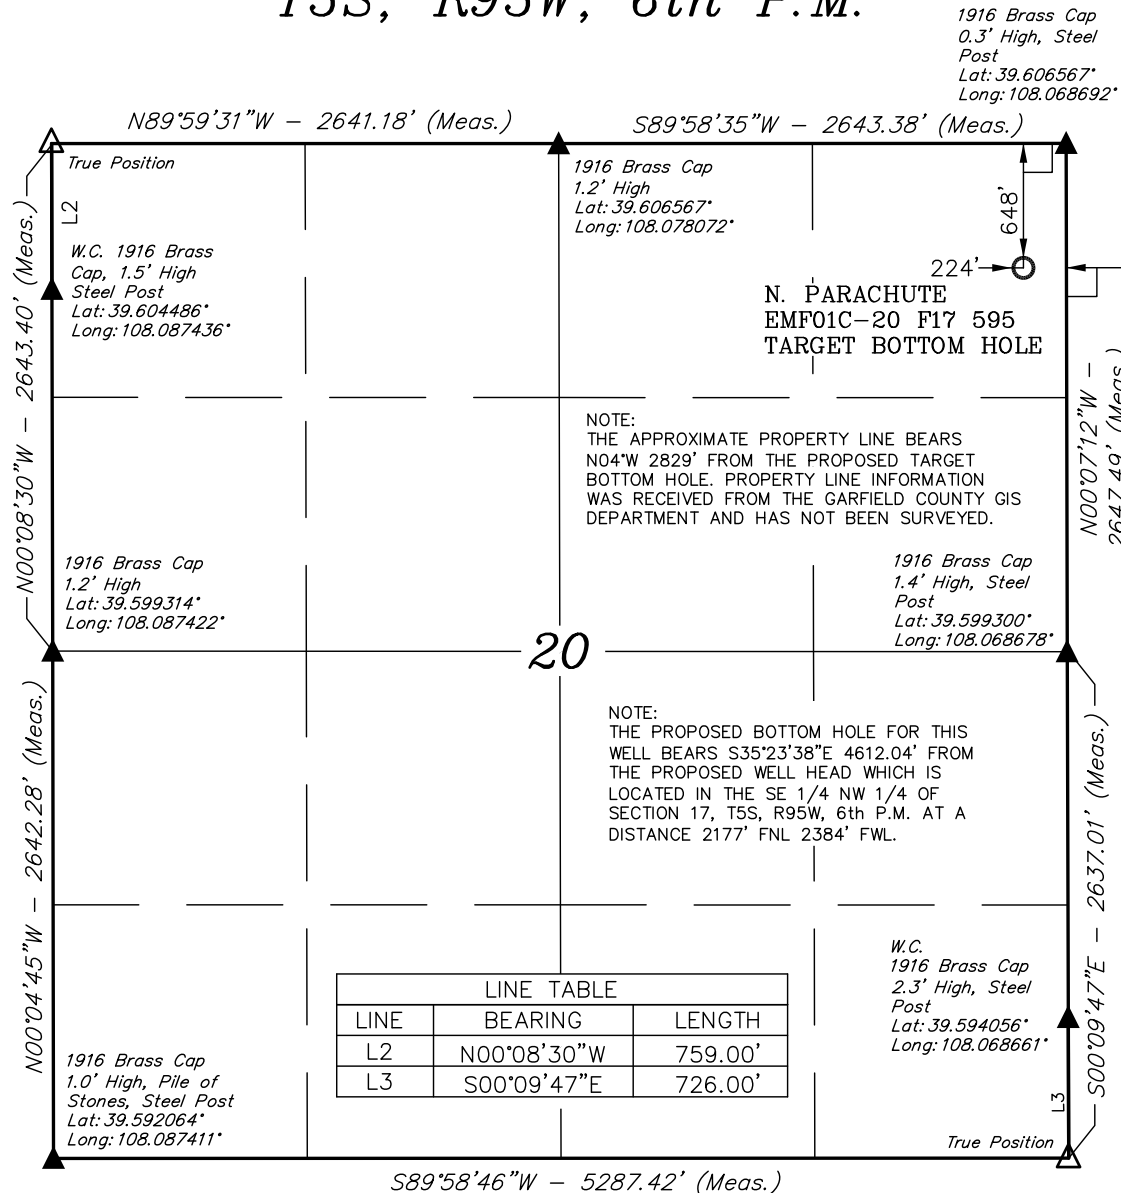 T5S, R95W, 6th P.M.
1916 Brass Cap
0.3' High, Steel
Post
Lat: 39.606567°
Long: 108.068692°
N89°59'31"W – 2641.18' (Meas.)
S89°58'35"W – 2643.38' (Meas.)
True Position
L2
1916 Brass Cap
1.2' High
Lat: 39.606567°
Long: 108.078072°
648'
W.C. 1916 Brass
Cap, 1.5' High
Steel Post
Lat: 39.604486°
Long: 108.087436°
N00°08'30"W – 2643.40' (Meas.)
224'
N. PARACHUTE
EMF01C–20 F17 595
TARGET BOTTOM HOLE
N00°07'12"W –
2647.49' (Meas.)
NOTE:
THE APPROXIMATE PROPERTY LINE BEARS
N04°W 2829' FROM THE PROPOSED TARGET
BOTTOM HOLE. PROPERTY LINE INFORMATION
WAS RECEIVED FROM THE GARFIELD COUNTY GIS
DEPARTMENT AND HAS NOT BEEN SURVEYED.
1916 Brass Cap
1.2' High
Lat: 39.599314°
Long: 108.087422°
1916 Brass Cap
1.4' High, Steel
Post
Lat: 39.599300°
Long: 108.068678°
20
N00°04'45"W – 2642.28' (Meas.)
NOTE:
THE PROPOSED BOTTOM HOLE FOR THIS
WELL BEARS S35°23'38"E 4612.04' FROM
THE PROPOSED WELL HEAD WHICH IS
LOCATED IN THE SE 1/4 NW 1/4 OF
SECTION 17, T5S, R95W, 6th P.M. AT A
DISTANCE 2177' FNL 2384' FWL.
S00°09'47"E – 2637.01' (Meas.)
LINE TABLE
LINE BEARING LENGTH
L2 N00°08'30"W 759.00'
L3 S00°09'47"E 726.00'
W.C.
1916 Brass Cap
2.3' High, Steel
Post
Lat: 39.594056°
Long: 108.068661°
1916 Brass Cap
1.0' High, Pile of
Stones, Steel Post
Lat: 39.592064°
Long: 108.087411°
L3
True Position
S89°58'46"W – 5287.42' (Meas.)